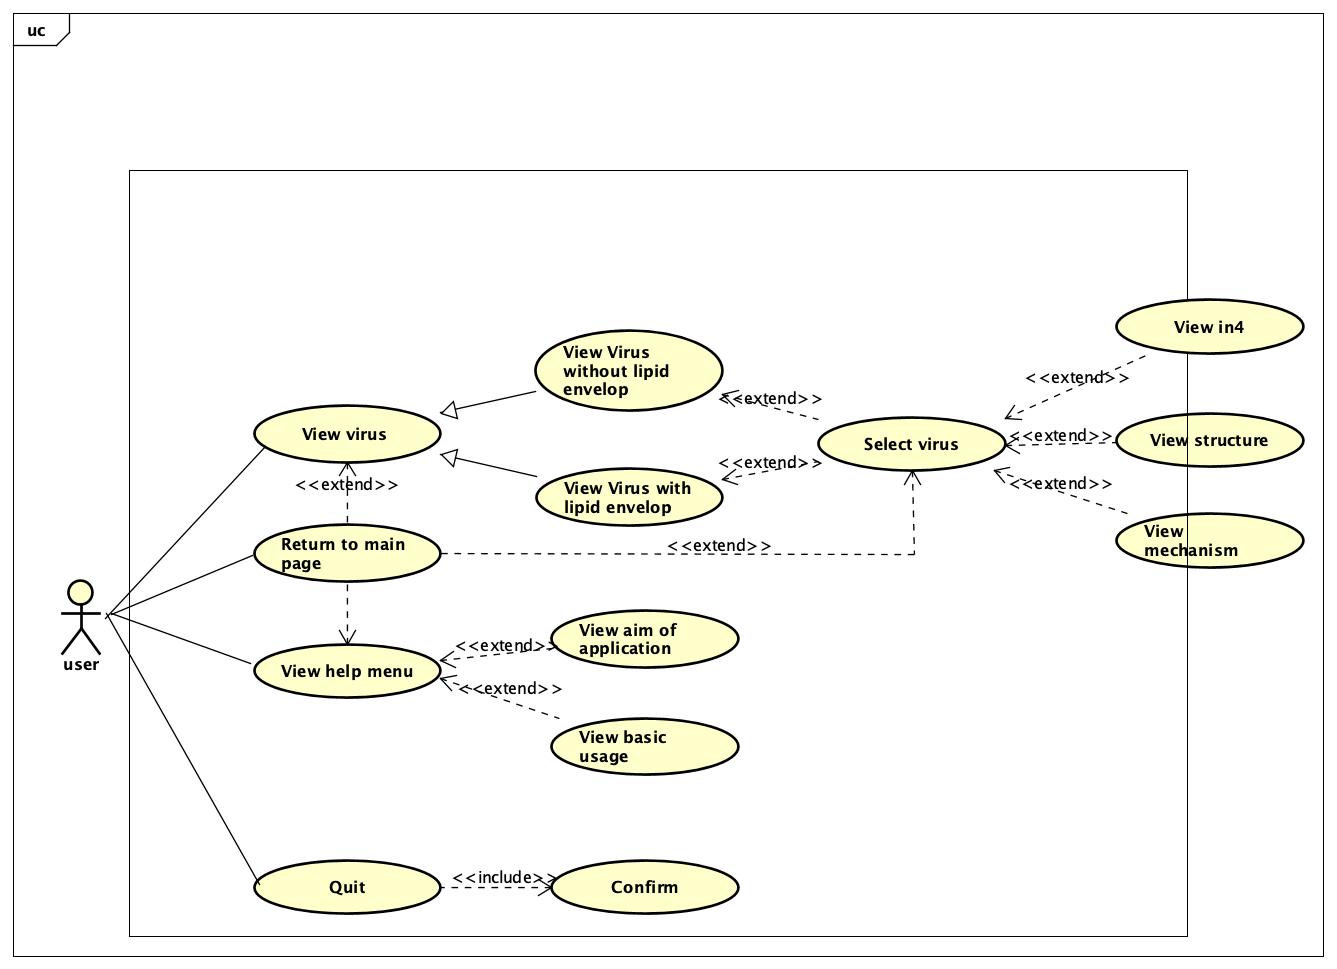 uc
View in4
View Virus
without lipid
envelop
<<extend>>
<<extend>>
View virus
Select virus
<<extend>>
View structure
<<extend>>
<<extend>>
<<extend>>
View Virus with
lipid envelop
Return to main
page
<<extend>>
View
mechanism
user
View help menu
<<extend>>
View aim of
application
<<extend>>
View basic
usage
Quit
<<include>>
Confirm